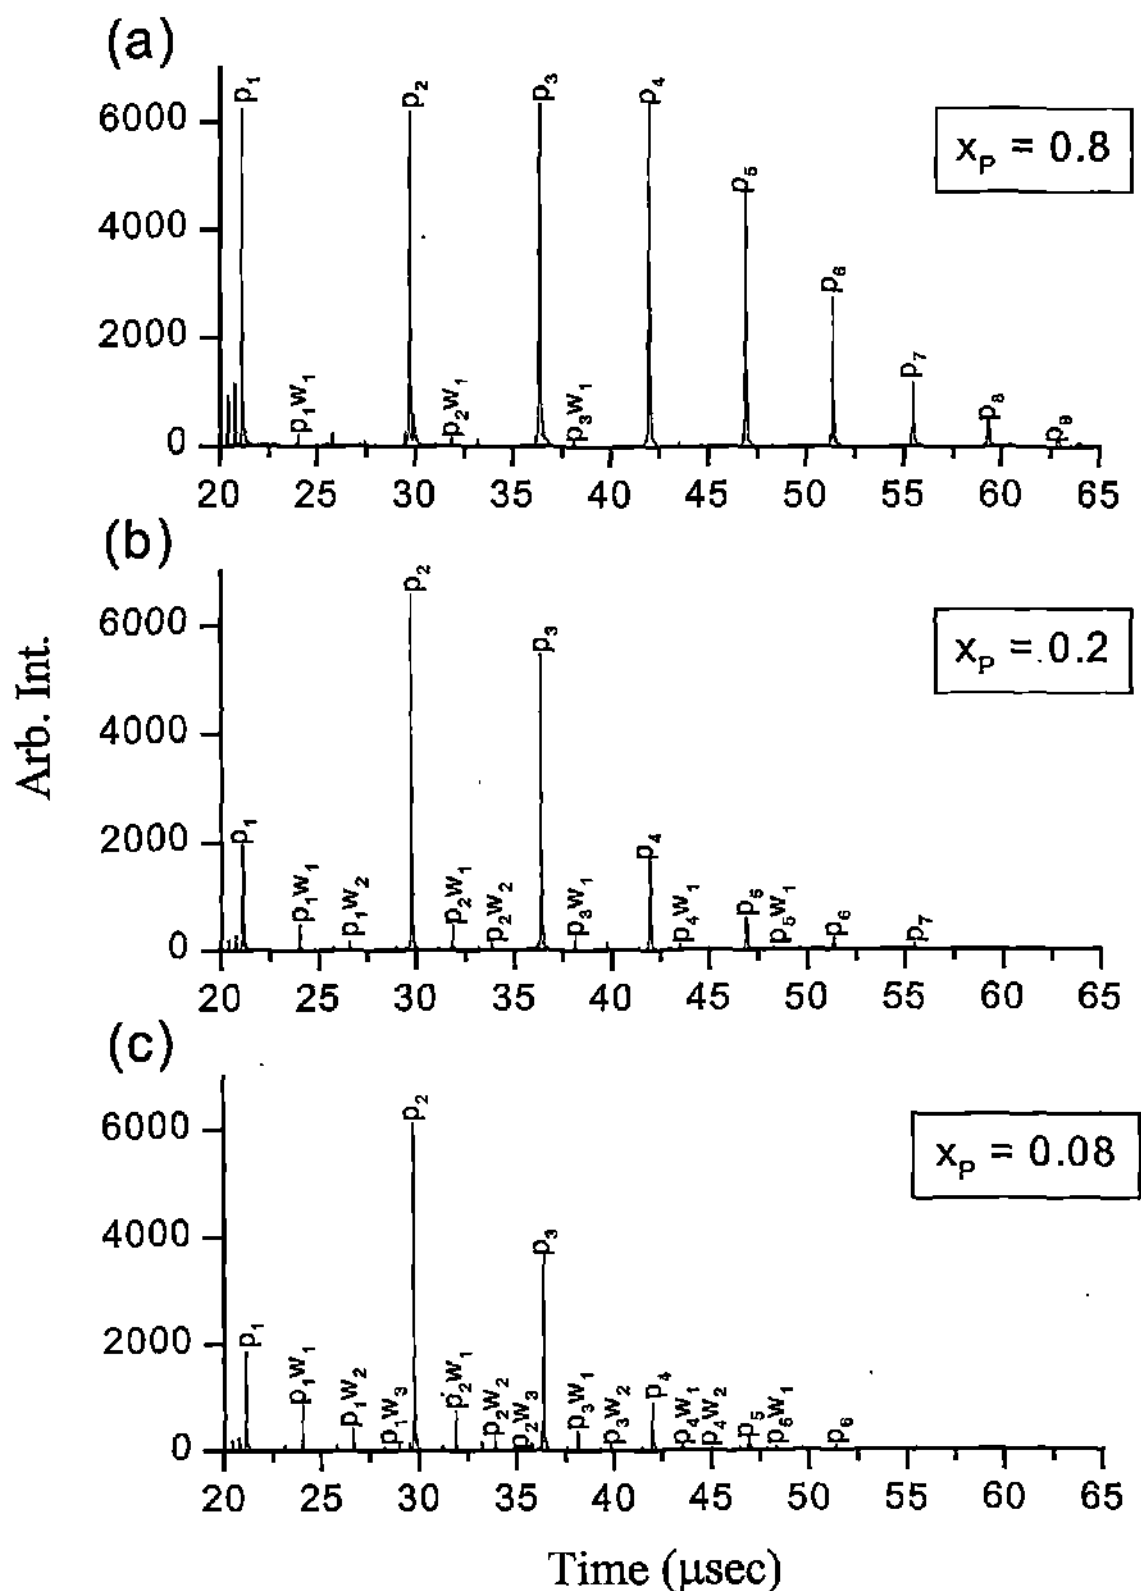 (a)
Arb. Int.
6000
4000
2000
0
p₁
p₁w₁
p₂
p₂w₁
p₃
p₃w₁
p₄
p₅
p₆
p₇
p₈
p₉
x_P = 0.8
20 25 30 35 40 45 50 55 60 65
(b)
6000
4000
2000
0
p₁
p₁w₁
p₁w₂
p₂
p₂w₁
p₂w₂
p₃
p₃w₁
p₄
p₄w₁
p₅
p₅w₁
p₆
p₇
x_P = 0.2
20 25 30 35 40 45 50 55 60 65
(c)
6000
4000
2000
0
p₁
p₁w₁
p₁w₂
p₁w₃
p₂
p₂w₁
p₂w₂
p₂w₃
p₃
p₃w₁
p₃w₂
p₄
p₄w₁
p₄w₂
p₅
p₅w₁
p₆
x_P = 0.08
20 25 30 35 40 45 50 55 60 65
Time (μsec)